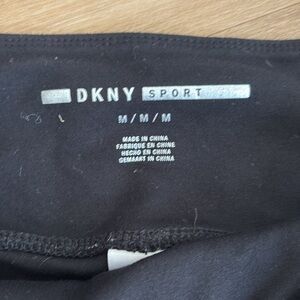 DKNY SPORT
M / M / M
MADE IN CHINA
FABRIQUE EN CHINE
HECHO EN CHINA
GEMAAKT IN CHINA